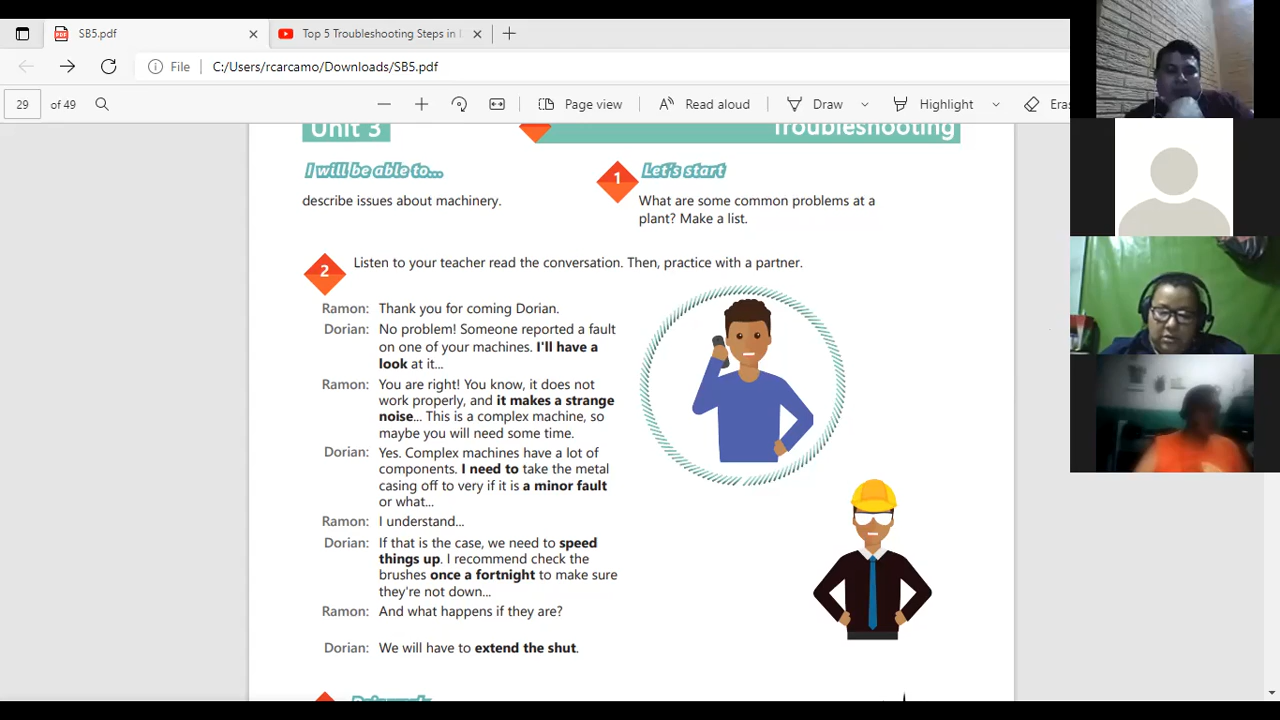 SB5.pdf
Top 5 Troubleshooting Steps in
File
C:/Users/rcarcamo/Downloads/SB5.pdf
29
of 49
Page view
Read aloud
Draw
Highlight
Eras
Unit 3
Troubleshooting
I will be able to...
1
Let's start
describe issues about machinery.
What are some common problems at a
plant? Make a list.
2
Listen to your teacher read the conversation. Then, practice with a partner.
Ramon: Thank you for coming Dorian.
Dorian: No problem! Someone reported a fault
on one of your machines. I'll have a
look at it...
Ramon: You are right! You know, it does not
work properly, and it makes a strange
noise... This is a complex machine, so
maybe you will need some time.
Dorian: Yes. Complex machines have a lot of
components. I need to take the metal
casing off to very if it is a minor fault
or what...
Ramon: I understand...
Dorian: If that is the case, we need to speed
things up. I recommend check the
brushes once a fortnight to make sure
they're not down...
Ramon: And what happens if they are?
Dorian: We will have to extend the shut.